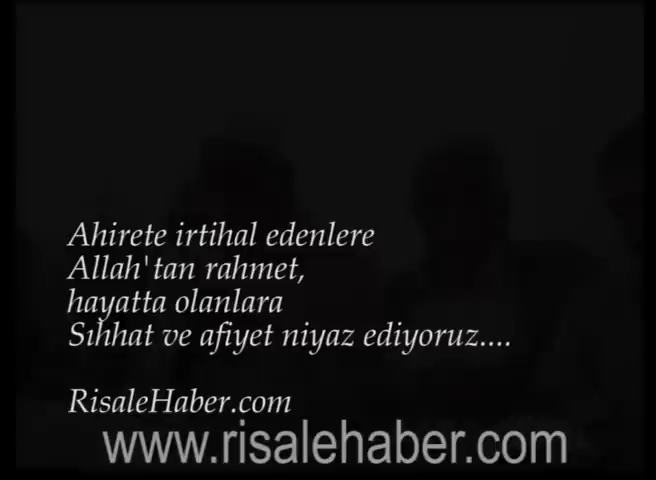 Ahirete irtihal edenlere
Allah'tan rahmet,
hayatta olanlara
Sıhhat ve afiyet niyaz ediyoruz....
RisaleHaber.com
www.risalehaber.com